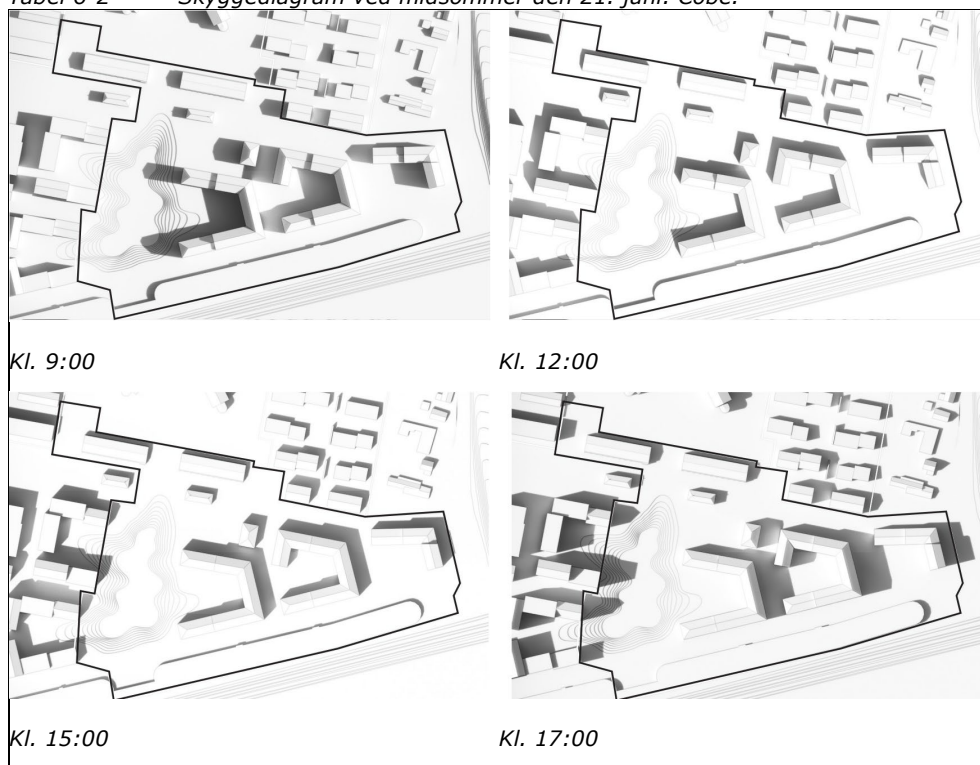 Tabel 6-2 Skyggediagram ved midsommer den 21. juni. Cobe.
Kl. 9:00
Kl. 12:00
Kl. 15:00
Kl. 17:00